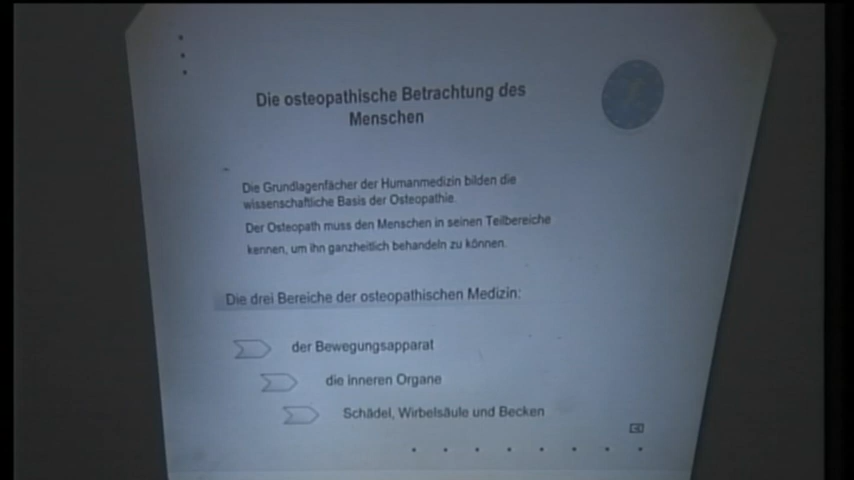 Die osteopathische Betrachtung des
Menschen
Die Grundlagenfächer der Humanmedizin bilden die
wissenschaftliche Basis der Osteopathie.
Der Osteopath muss den Menschen in seinen Teilbereiche
kennen, um ihn ganzheitlich behandeln zu können.
Die drei Bereiche der osteopathischen Medizin:
der Bewegungsapparat
die inneren Organe
Schädel, Wirbelsäule und Becken